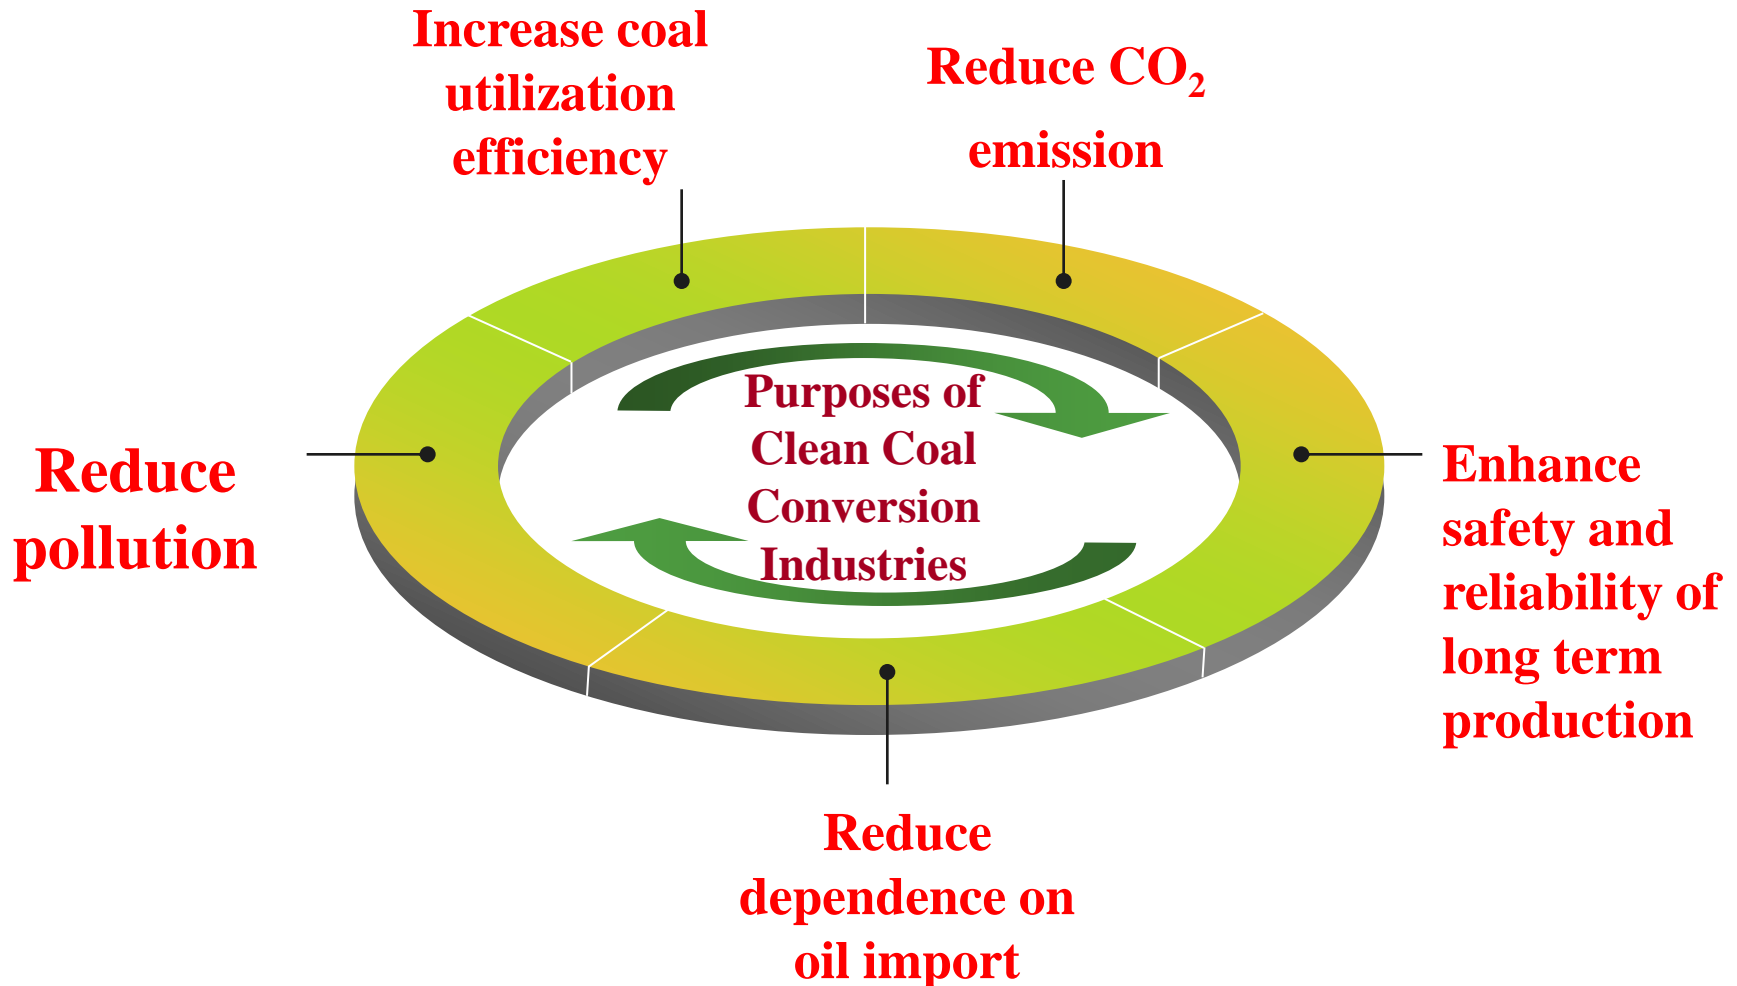 Increase coal
utilization
efficiency
Reduce CO₂
emission
Purposes of
Clean Coal
Conversion
Industries
Reduce
pollution
Enhance
safety and
reliability of
long term
production
Reduce
dependence on
oil import